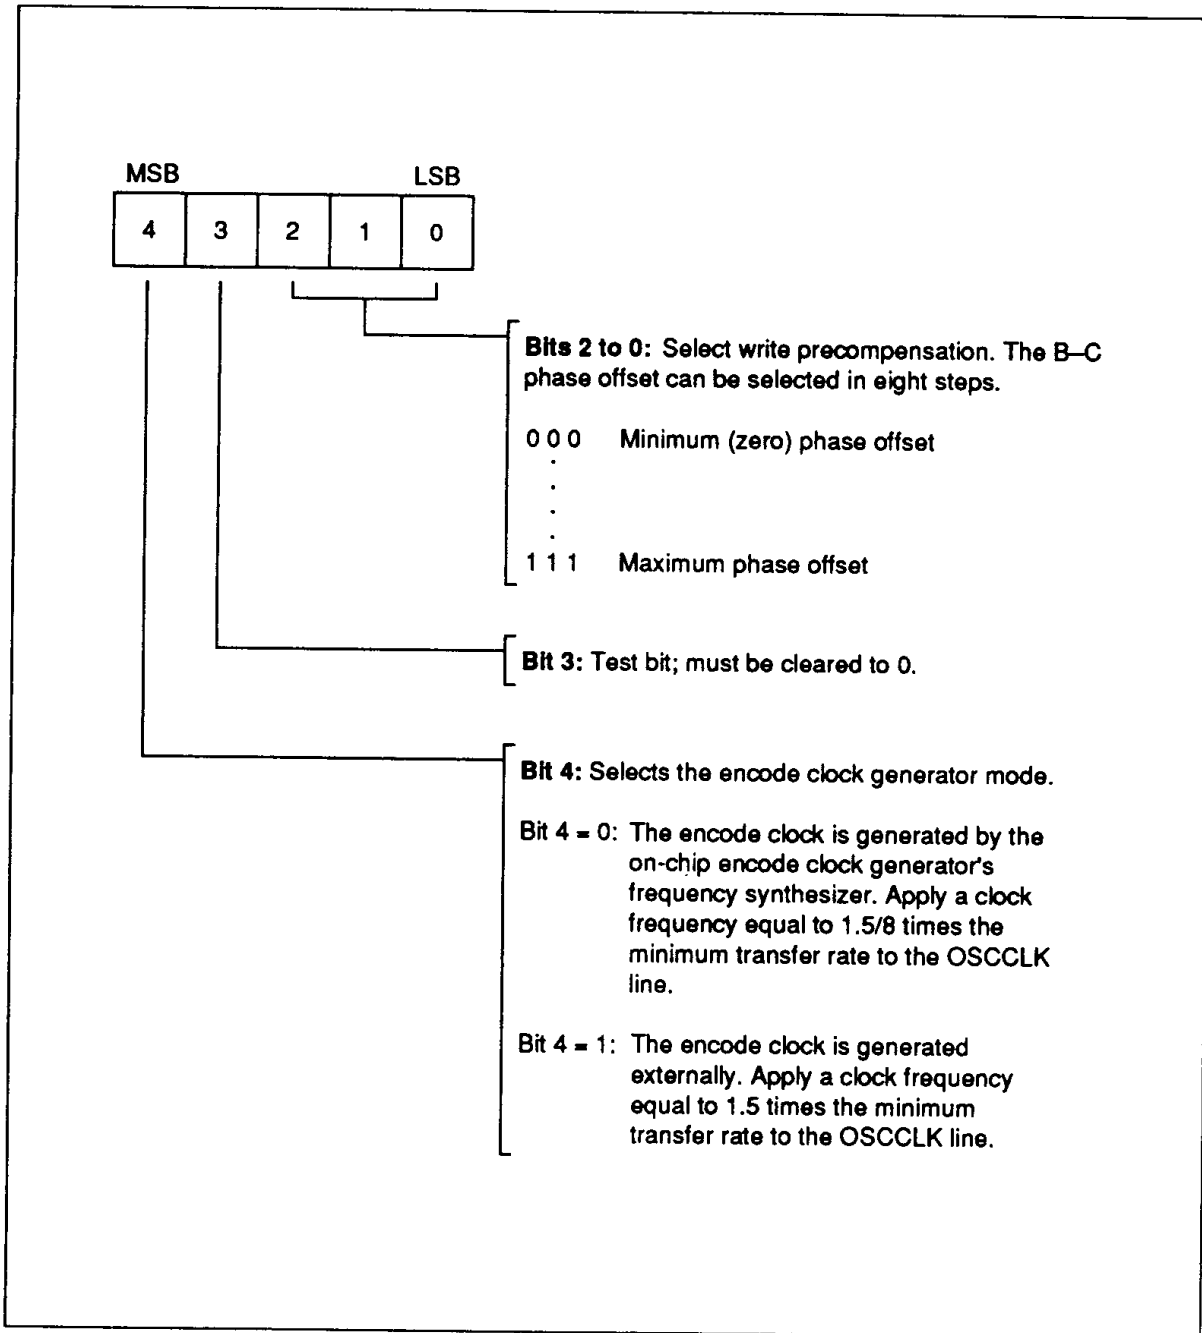 MSB LSB
4 3 2 1 0
Bits 2 to 0: Select write precompensation. The B–C
phase offset can be selected in eight steps.
0 0 0 Minimum (zero) phase offset
.
.
.
.
1 1 1 Maximum phase offset
Bit 3: Test bit; must be cleared to 0.
Bit 4: Selects the encode clock generator mode.
Bit 4 = 0: The encode clock is generated by the
on-chip encode clock generator's
frequency synthesizer. Apply a clock
frequency equal to 1.5/8 times the
minimum transfer rate to the OSCCLK
line.
Bit 4 = 1: The encode clock is generated
externally. Apply a clock frequency
equal to 1.5 times the minimum
transfer rate to the OSCCLK line.